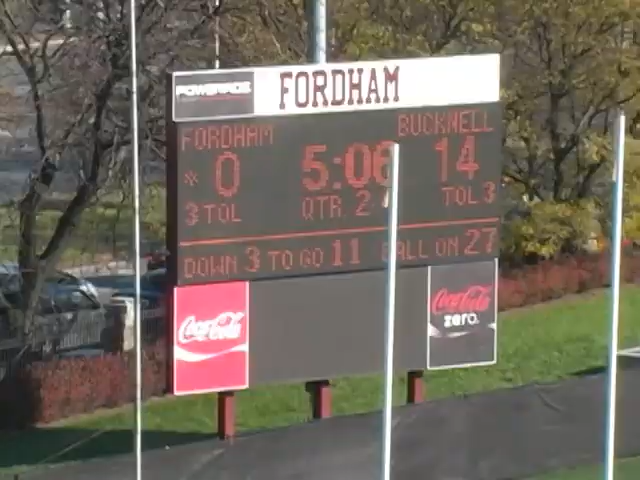 POWERADE FORDHAM
FORDHAM BUCKNELL
* 0 5:06 14
3 TOL QTR 2 TOL 3
DOWN 3 TO GO 11 BALL ON 27
Coca-Cola
Coca-Cola
zero.